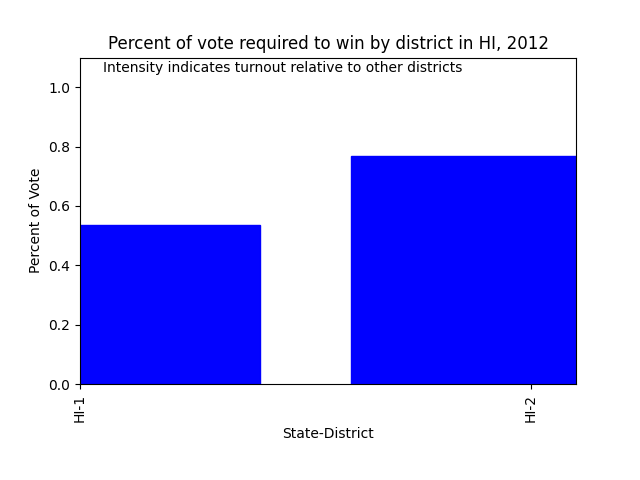 Percent of vote required to win by district in HI, 2012
Intensity indicates turnout relative to other districts
1.0
0.8
0.6
0.4
0.2
0.0
Percent of Vote
HI-1
HI-2
State-District